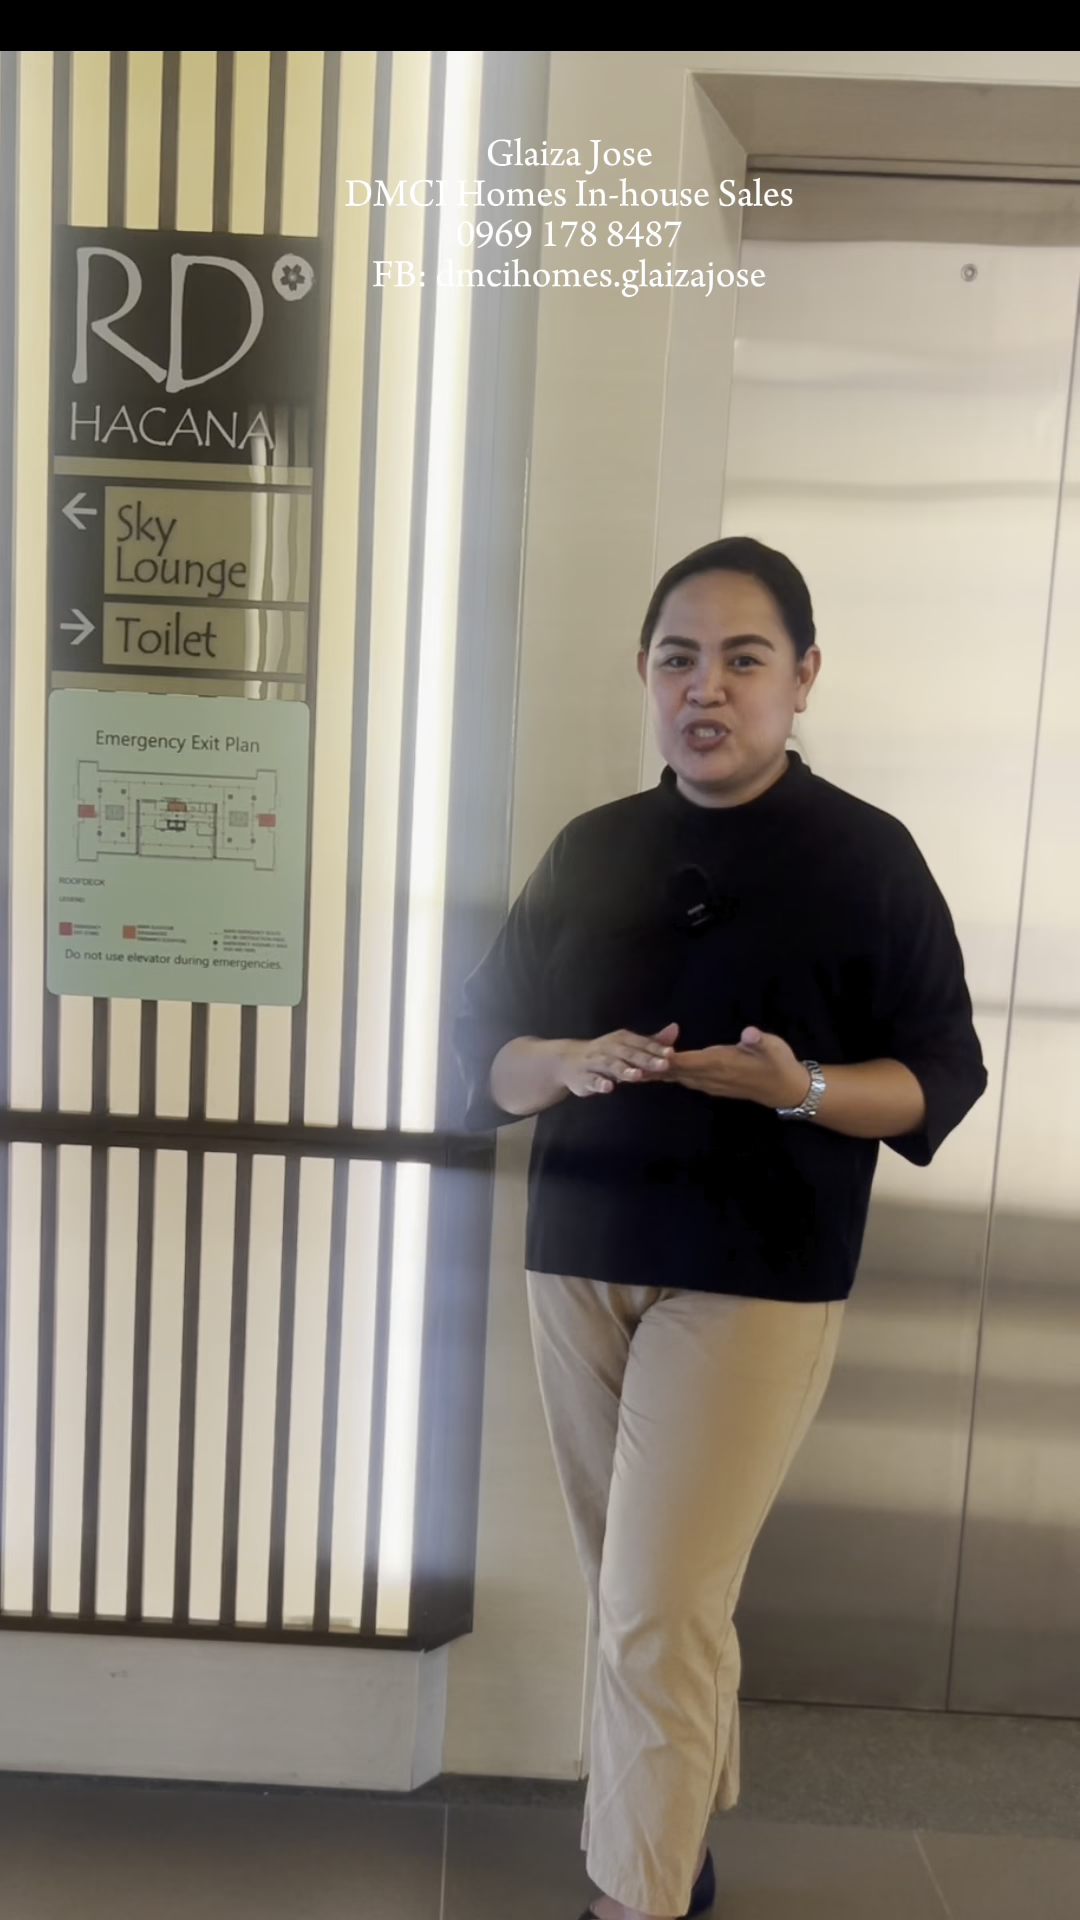 Glaiza Jose
DMCI Homes In-house Sales
0969 178 8487
FB: dmcihomes.glaizajose
RD
HACANA
← Sky
Lounge
→ Toilet
Emergency Exit Plan
ROOFDECK
LEGEND:
Do not use elevator during emergencies.